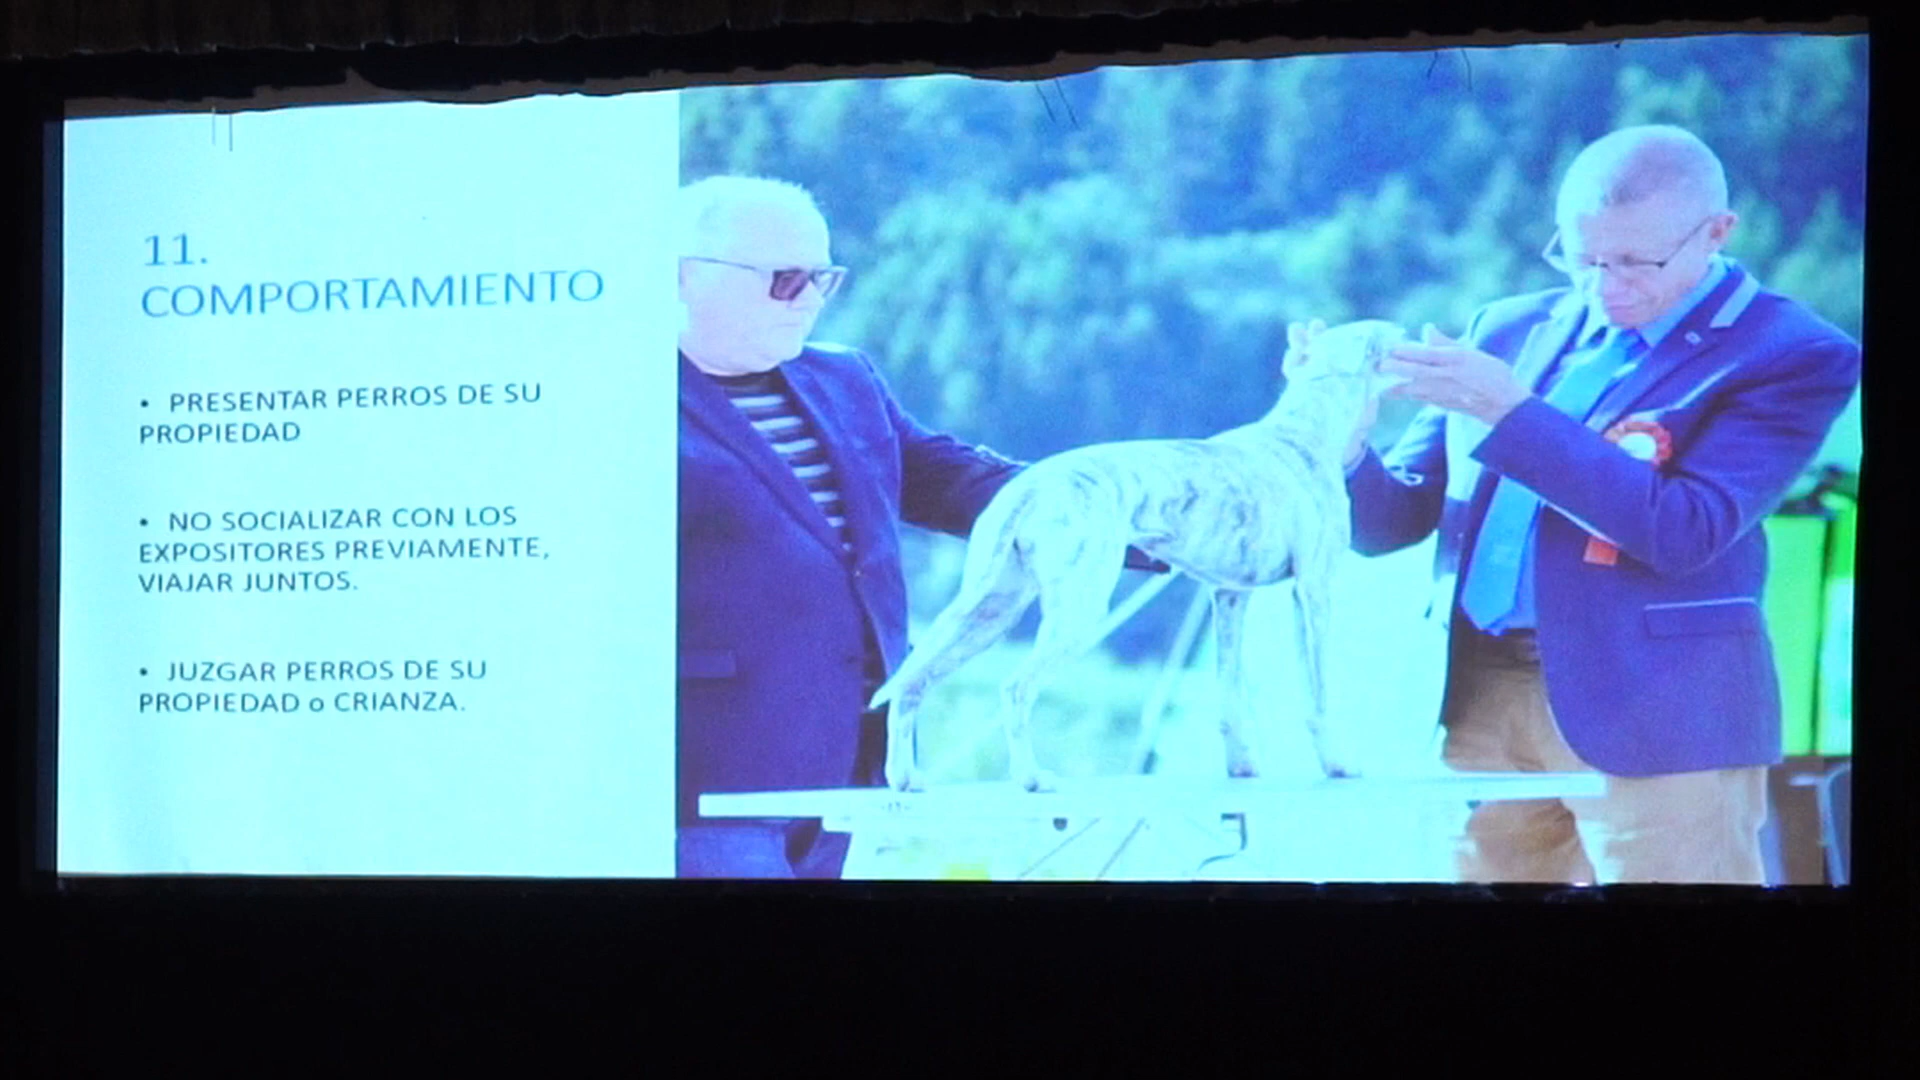 11.
COMPORTAMIENTO
• PRESENTAR PERROS DE SU
PROPIEDAD
• NO SOCIALIZAR CON LOS
EXPOSITORES PREVIAMENTE,
VIAJAR JUNTOS.
• JUZGAR PERROS DE SU
PROPIEDAD o CRIANZA.